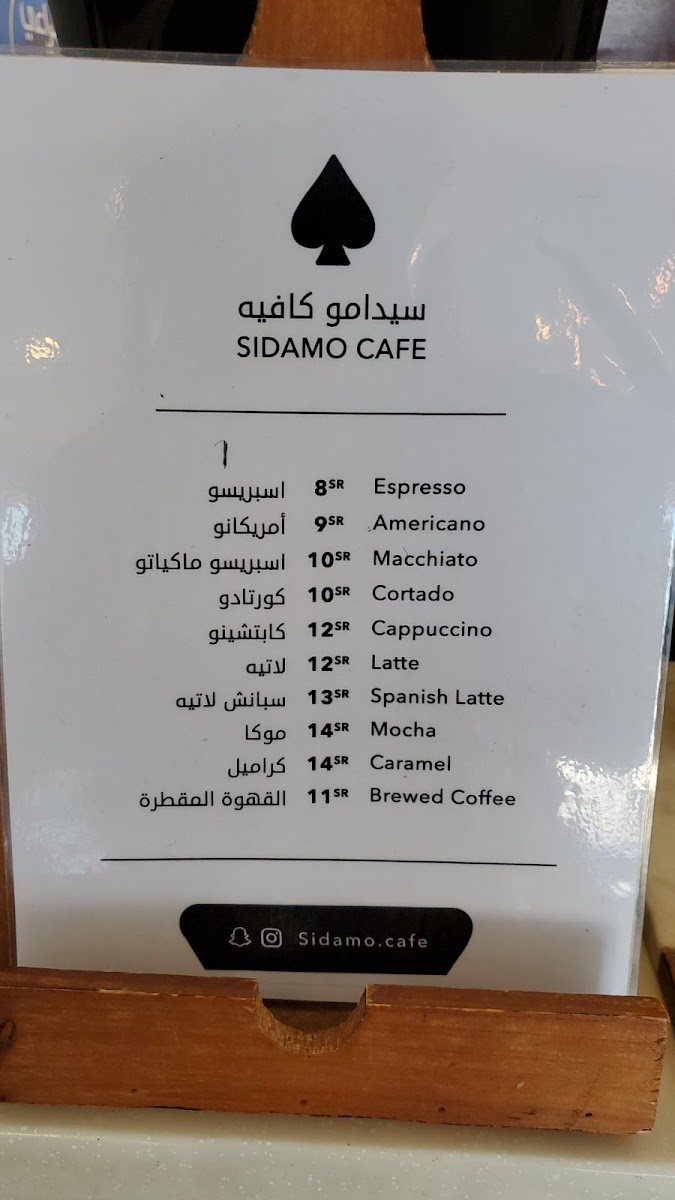 سيدامو كافيه
SIDAMO CAFE
اسبريسو 8SR Espresso
أمريكانو 9SR Americano
اسبريسو ماكياتو 10SR Macchiato
كورتادو 10SR Cortado
كابتشينو 12SR Cappuccino
لاتيه 12SR Latte
سبانش لاتيه 13SR Spanish Latte
موكا 14SR Mocha
كراميل 14SR Caramel
القهوة المقطرة 11SR Brewed Coffee
Sidamo.cafe